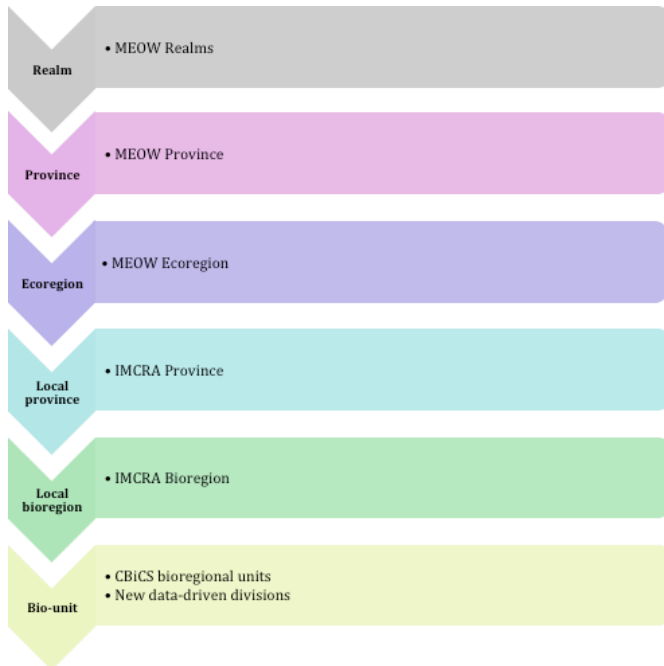 Realm
• MEOW Realms
Province
• MEOW Province
Ecoregion
• MEOW Ecoregion
Local
province
• IMCRA Province
Local
bioregion
• IMCRA Bioregion
Bio-unit
• CBiCS bioregional units
• New data-driven divisions